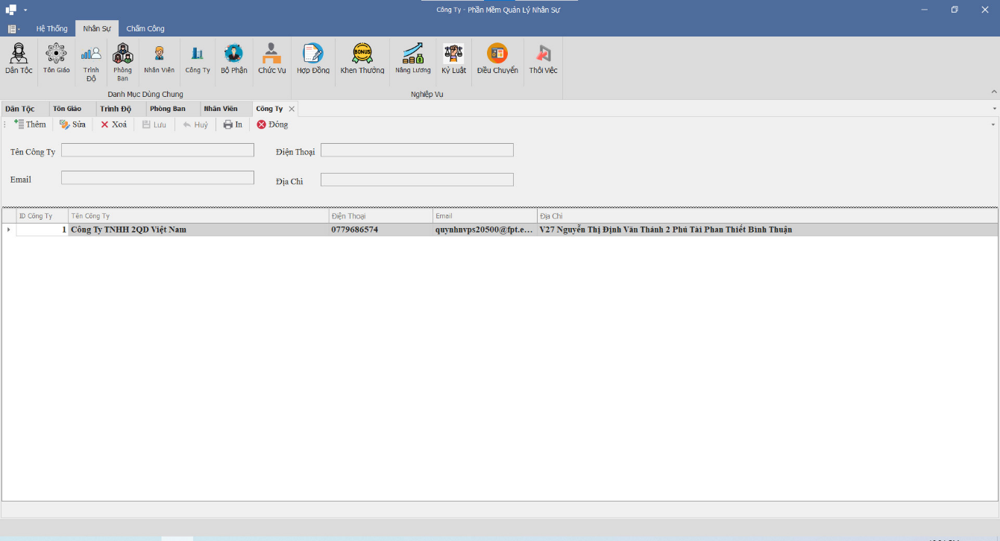 Công Ty - Phần Mềm Quản Lý Nhân Sự
Hệ Thống Nhân Sự Chấm Công
Dân Tộc Tôn Giáo Trình Độ Phòng Ban Nhân Viên Công Ty Bộ Phận Chức Vụ Hợp Đồng BONUS Khen Thưởng Nâng Lương Kỷ Luật Điều Chuyển Thôi Việc
Danh Mục Dùng Chung Nghiệp Vụ
Dân Tộc Tôn Giáo Trình Độ Phòng Ban Nhân Viên Công Ty
Thêm Sửa Xoá Lưu Huỷ In Đóng
Tên Công Ty Điện Thoại
Email Địa Chỉ
ID Công Ty Tên Công Ty Điện Thoại Email Địa Chỉ
1 Công Ty TNHH 2QD Việt Nam 0779686574 quynhnvps20500@fpt.e... V27 Nguyễn Thị Định Văn Thánh 2 Phú Tài Phan Thiết Bình Thuận